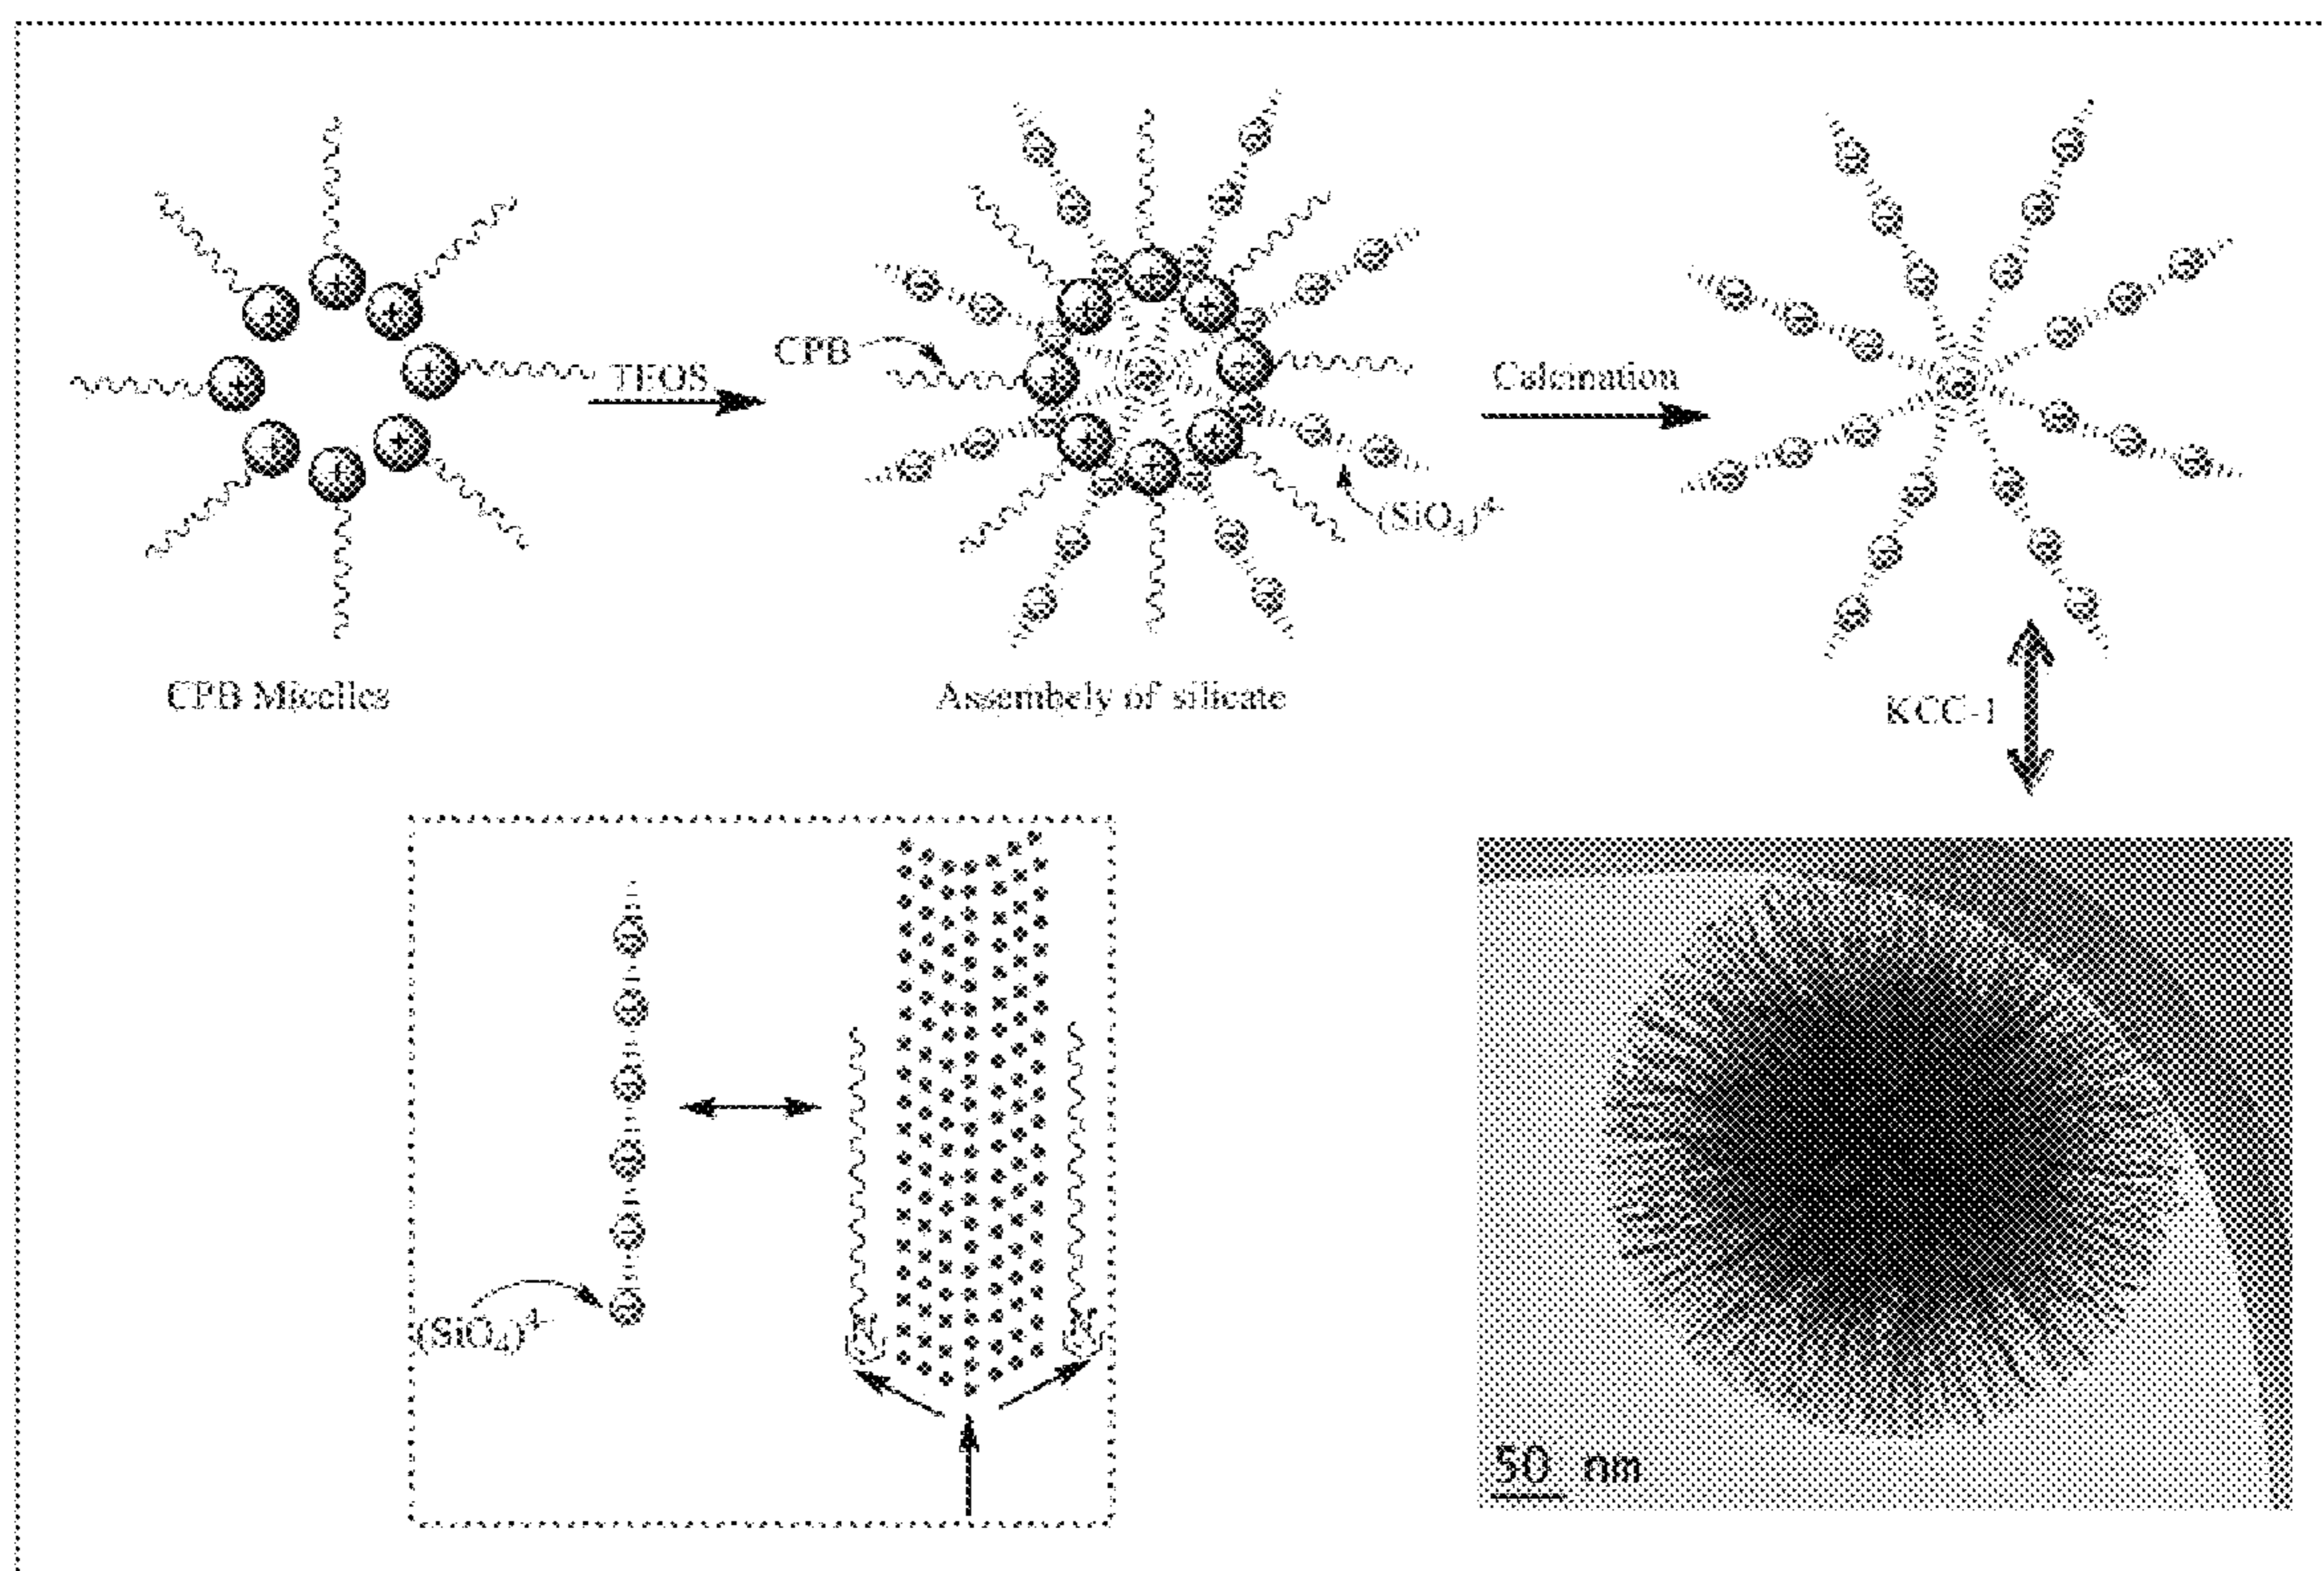 TEOS
CPB
Calcination
(SiO₄)⁴⁻
CPB Micelles
Assembely of silicate
KCC-1
(SiO₄)⁴⁻
50 nm